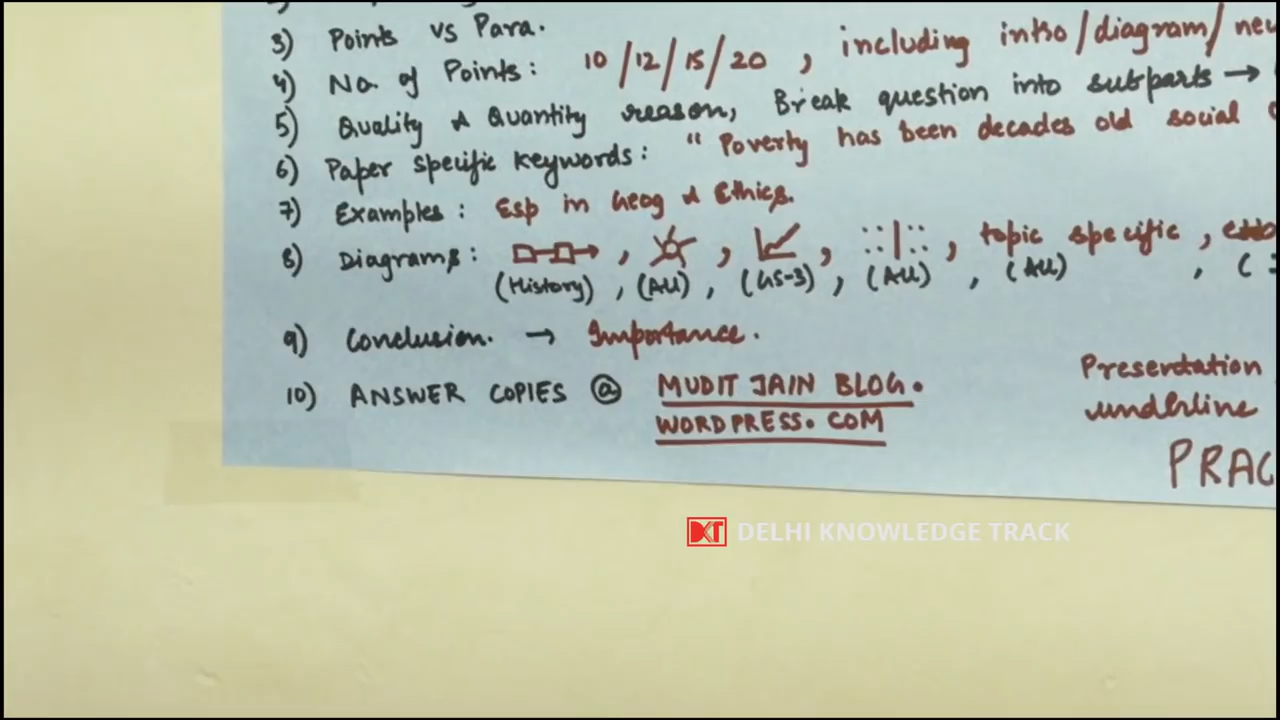 3) Points vs Para.
4) No. of Points: 10/12/15/20, including intro/diagram/
5) Quality & Quantity reason, Break question into subparts →
6) Paper specific keywords: "Poverty has been decades old social
7) Examples: Esp in Geog & Ethics.
8) Diagrams: , , , , topic specific,
(History), (All), (GS-3), (All), (All), (
9) Conclusion. → Importance.
10) ANSWER COPIES @ MUDIT JAIN BLOG.
WORDPRESS.COM
Presentation
underline
PRAC
DKT DELHI KNOWLEDGE TRACK